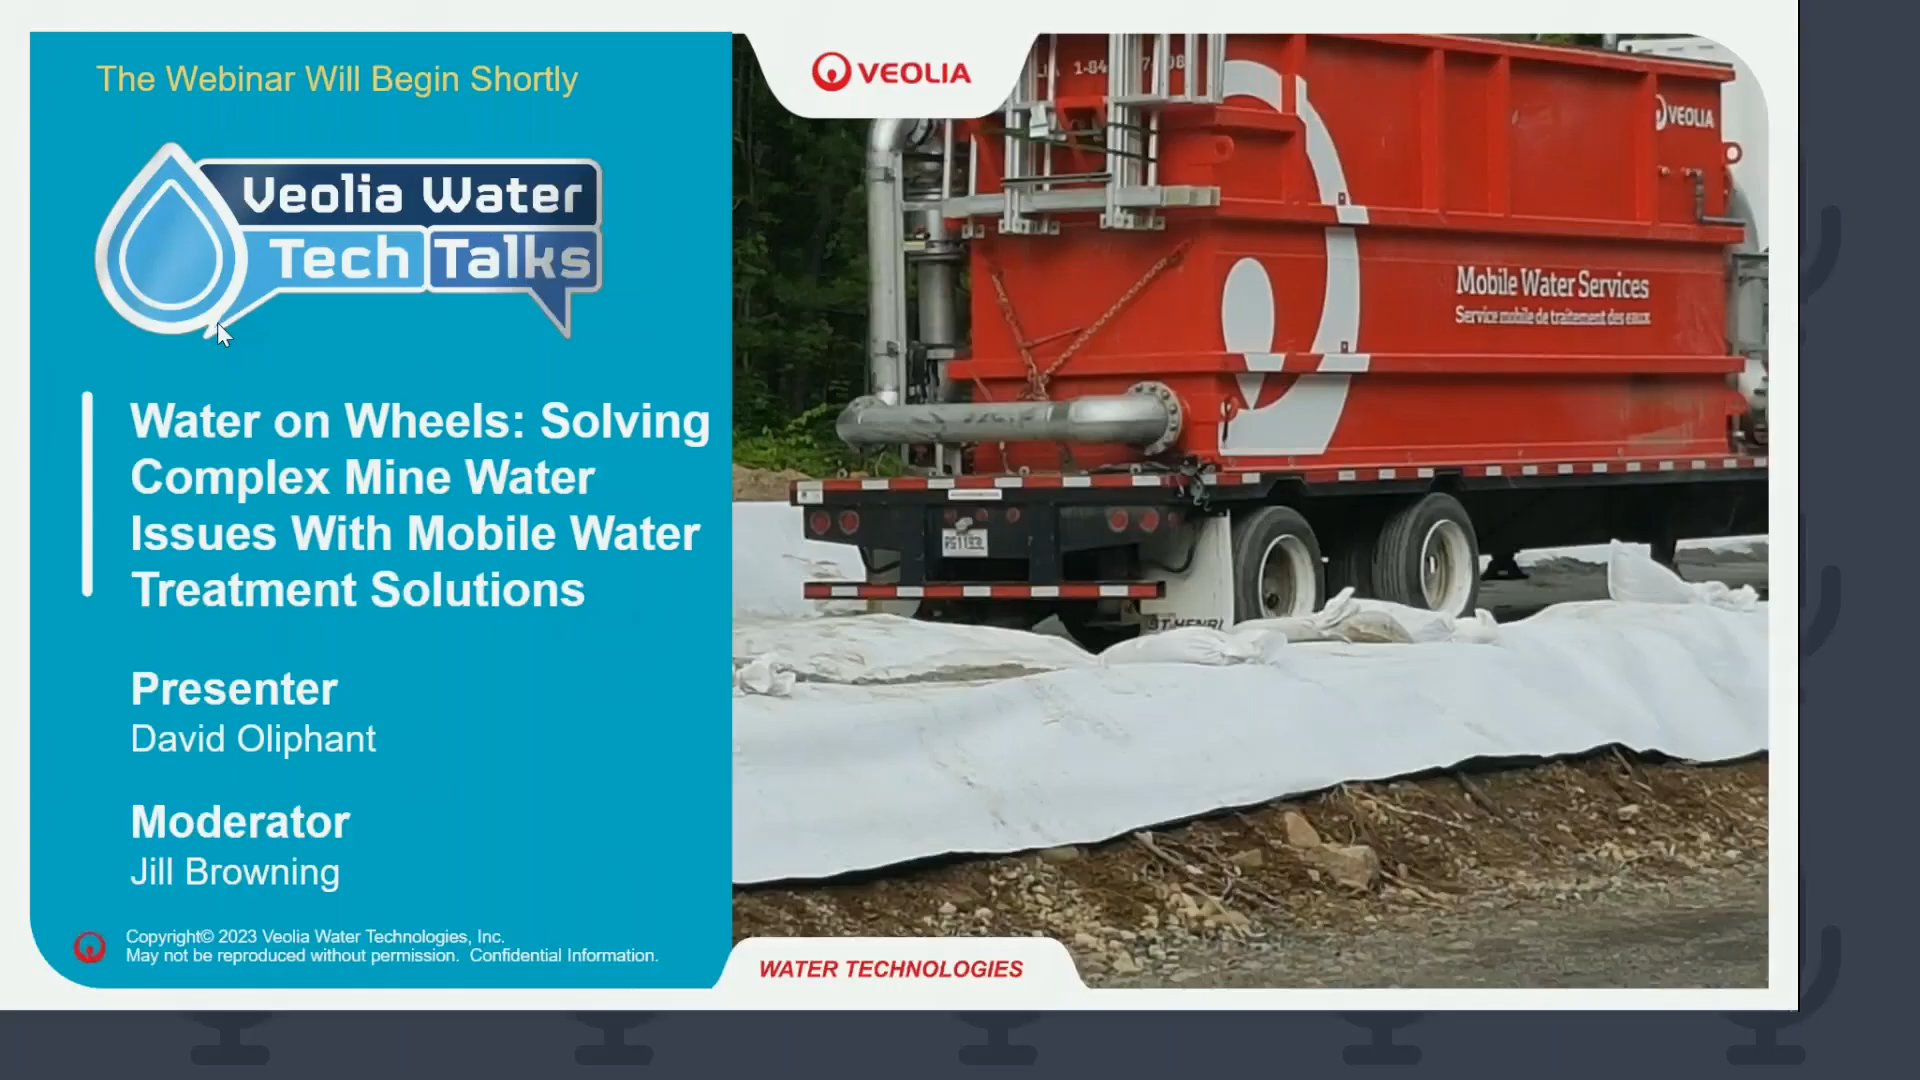 The Webinar Will Begin Shortly
VEOLIA
Veolia Water
Tech Talks
Water on Wheels: Solving
Complex Mine Water
Issues With Mobile Water
Treatment Solutions
Presenter
David Oliphant
Moderator
Jill Browning
Copyright© 2023 Veolia Water Technologies, Inc.
May not be reproduced without permission.  Confidential Information.
VEOLIA
Mobile Water Services
Service mobile de traitement des eaux
ST-HENRI
WATER TECHNOLOGIES